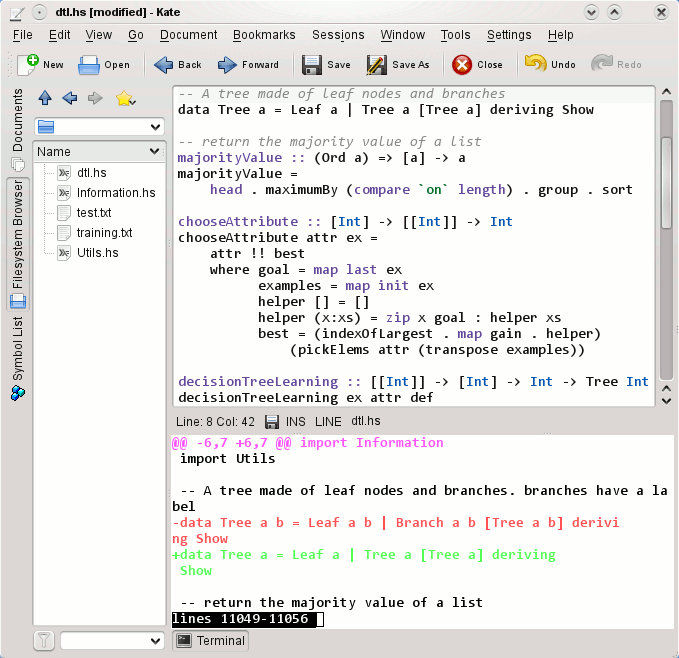 dtl.hs [modified] - Kate
File Edit View Go Document Bookmarks Sessions Window Tools Settings Help
New Open Back Forward Save Save As Close Undo Redo
Documents
Filesystem Browser
Symbol List
Name
dtl.hs
Information.hs
test.txt
training.txt
Utils.hs
-- A tree made of leaf nodes and branches
data Tree a = Leaf a | Tree a [Tree a] deriving Show
-- return the majority value of a list
majorityValue :: (Ord a) => [a] -> a
majorityValue =
    head . maximumBy (compare `on` length) . group . sort
chooseAttribute :: [Int] -> [[Int]] -> Int
chooseAttribute attr ex =
    attr !! best
    where goal = map last ex
          examples = map init ex
          helper [] = []
          helper (x:xs) = zip x goal : helper xs
          best = (indexOfLargest . map gain . helper)
              (pickElems attr (transpose examples))
decisionTreeLearning :: [[Int]] -> [Int] -> Int -> Tree Int
decisionTreeLearning ex attr def
Line: 8 Col: 42 INS LINE dtl.hs
@@ -6,7 +6,7 @@ import Information
 import Utils
 -- A tree made of leaf nodes and branches. branches have a la
bel
-data Tree a b = Leaf a b | Branch a b [Tree a b] derivi
ng Show
+data Tree a = Leaf a | Tree a [Tree a] deriving
 Show
 -- return the majority value of a list
lines 11049-11056
Terminal